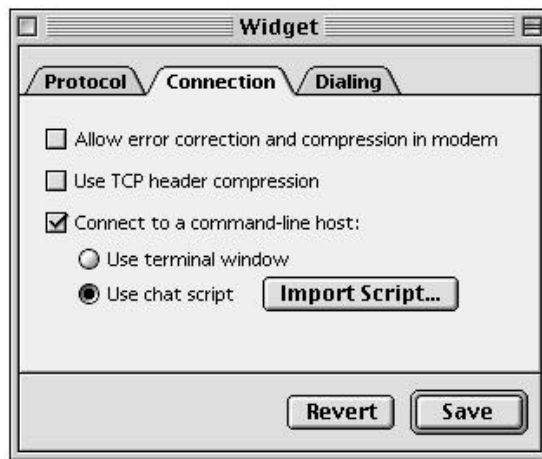 Widget
Protocol Connection Dialing
Allow error correction and compression in modem
Use TCP header compression
Connect to a command-line host:
Use terminal window
Use chat script Import Script...
Revert Save